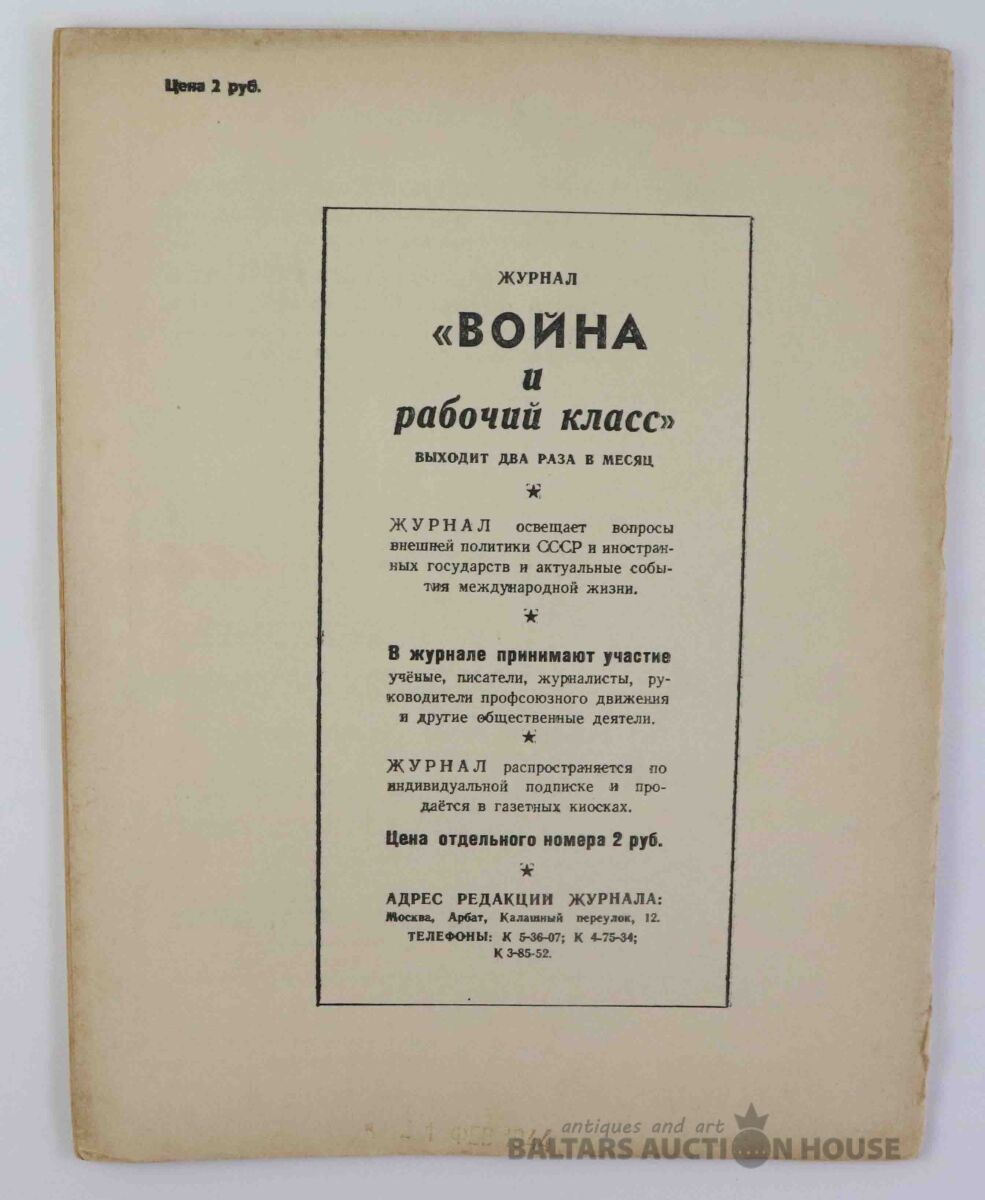 Цена 2 руб.
ЖУРНАЛ
«ВОЙНА
и
рабочий класс»
ВЫХОДИТ ДВА РАЗА В МЕСЯЦ
ЖУРНАЛ освещает вопросы
внешней политики СССР и иностран-
ных государств и актуальные собы-
тия международной жизни.
В журнале принимают участие
учёные, писатели, журналисты, ру-
ководители профсоюзного движения
и другие общественные деятели.
ЖУРНАЛ распространяется по
индивидуальной подписке и про-
даётся в газетных киосках.
Цена отдельного номера 2 руб.
АДРЕС РЕДАКЦИИ ЖУРНАЛА:
Москва, Арбат, Калашный переулок, 12.
ТЕЛЕФОНЫ: К 5-36-07; К 4-75-34;
К 3-85-52.
antiques and art
BALTARS AUCTION HOUSE